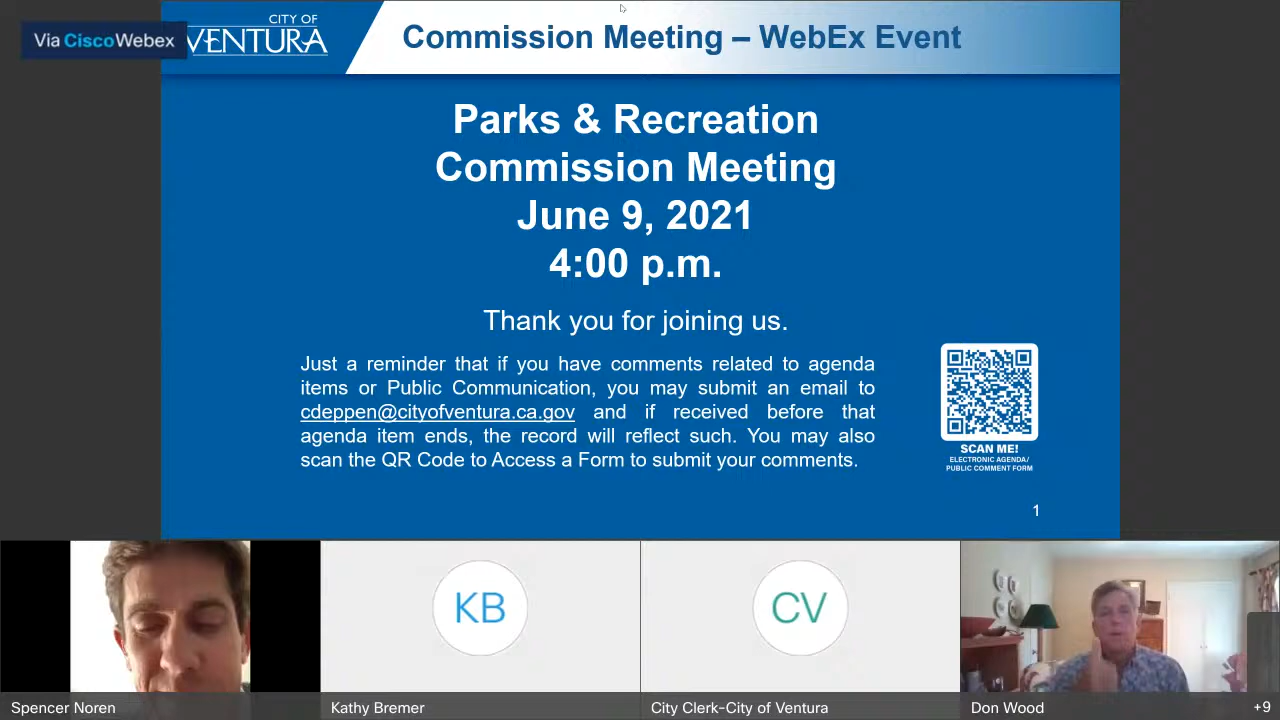 Via Cisco Webex
CITY OF
VENTURA
Commission Meeting – WebEx Event
Parks & Recreation
Commission Meeting
June 9, 2021
4:00 p.m.
Thank you for joining us.
Just a reminder that if you have comments related to agenda
items or Public Communication, you may submit an email to
cdeppen@cityofventura.ca.gov and if received before that
agenda item ends, the record will reflect such. You may also
scan the QR Code to Access a Form to submit your comments.
SCAN ME!
ELECTRONIC AGENDA/
PUBLIC COMMENT FORM
1
KB
CV
Spencer Noren
Kathy Bremer
City Clerk-City of Ventura
Don Wood
+9